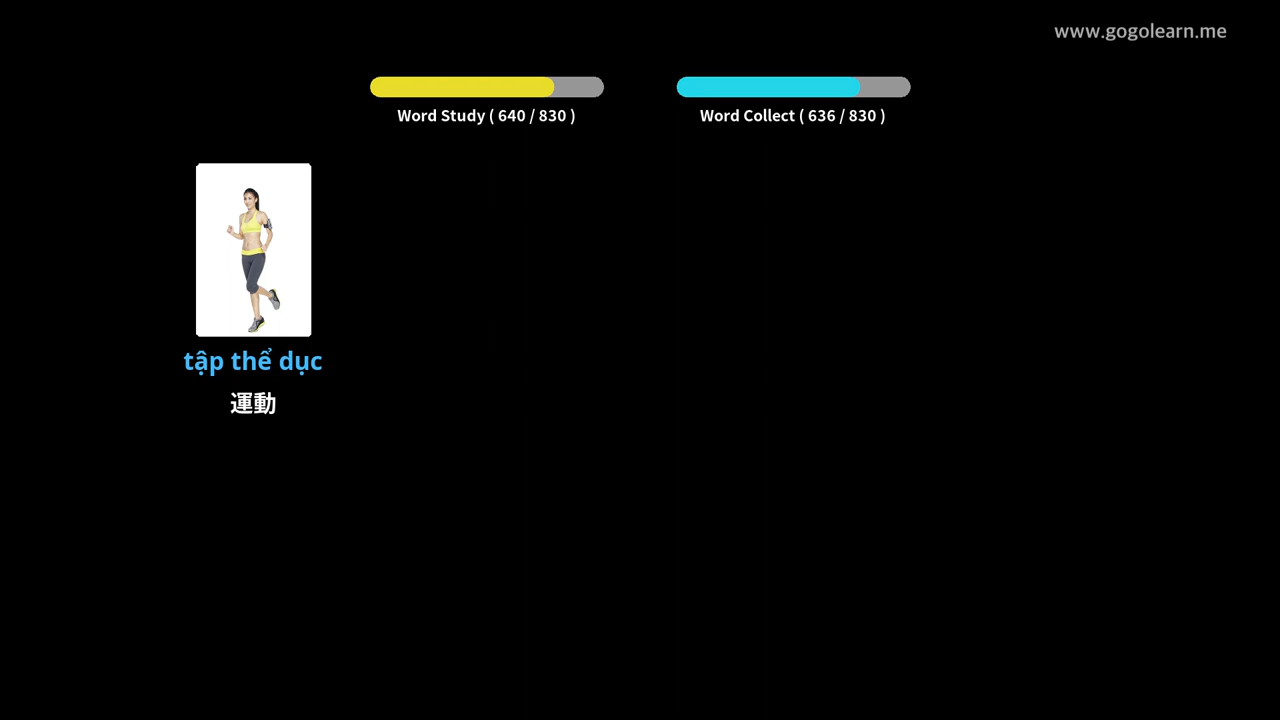 www.gogolearn.me
Word Study ( 640 / 830 )
Word Collect ( 636 / 830 )
tập thể dục
運動